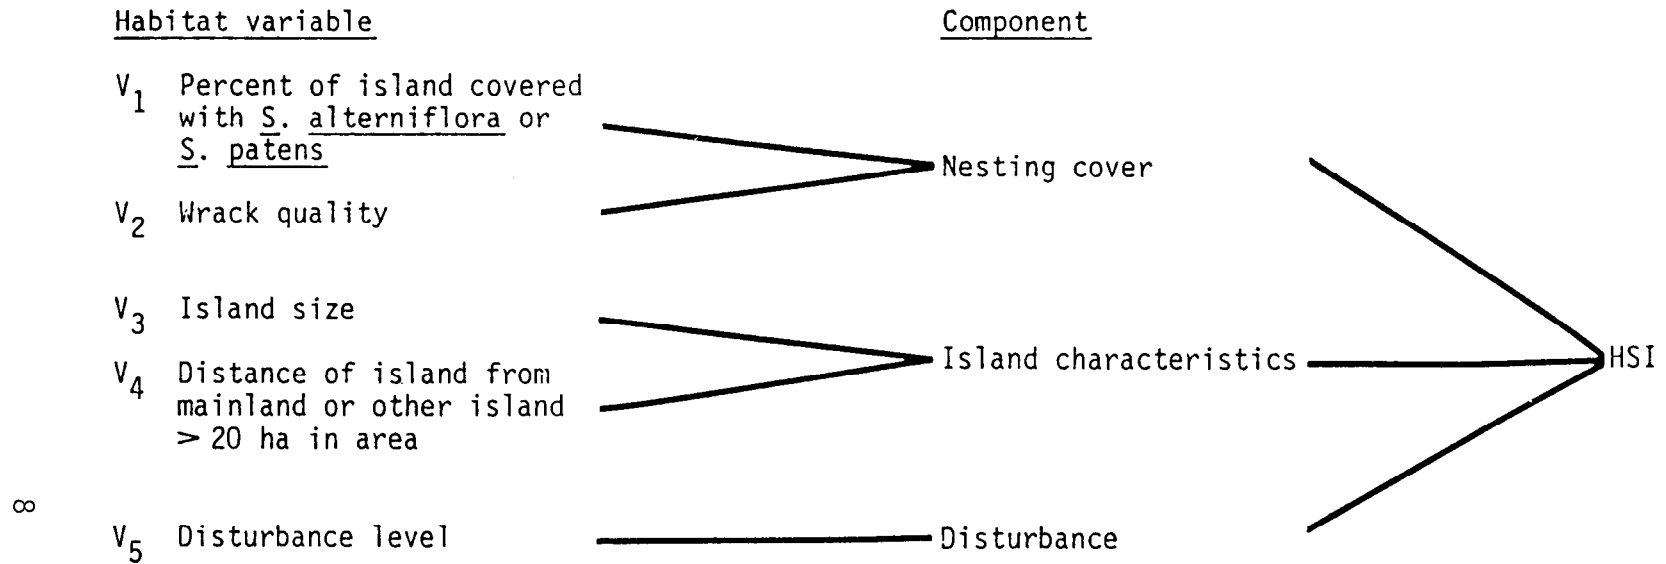 Habitat variable
Component
V1 Percent of island covered
with S. alterniflora or
S. patens
Nesting cover
V2 Wrack quality
V3 Island size
Island characteristics
HSI
V4 Distance of island from
mainland or other island
> 20 ha in area
8
V5 Disturbance level
Disturbance